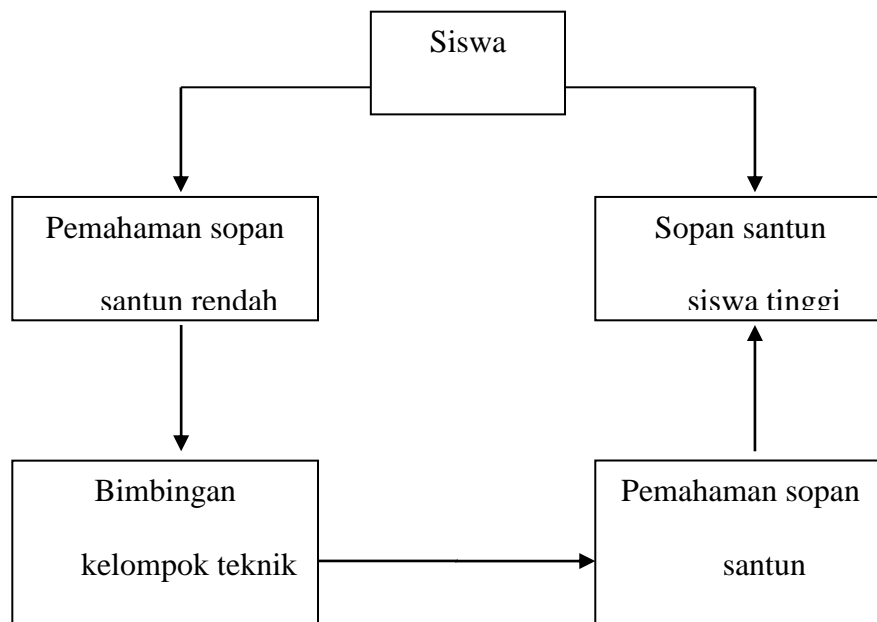 Siswa
Pemahaman sopan
santun rendah
Sopan santun
siswa tinggi
Bimbingan
kelompok teknik
Pemahaman sopan
santun